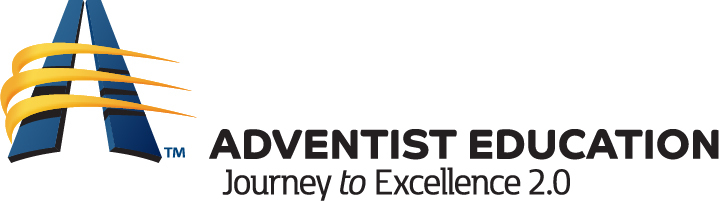 TM
ADVENTIST EDUCATION
Journey to Excellence 2.0